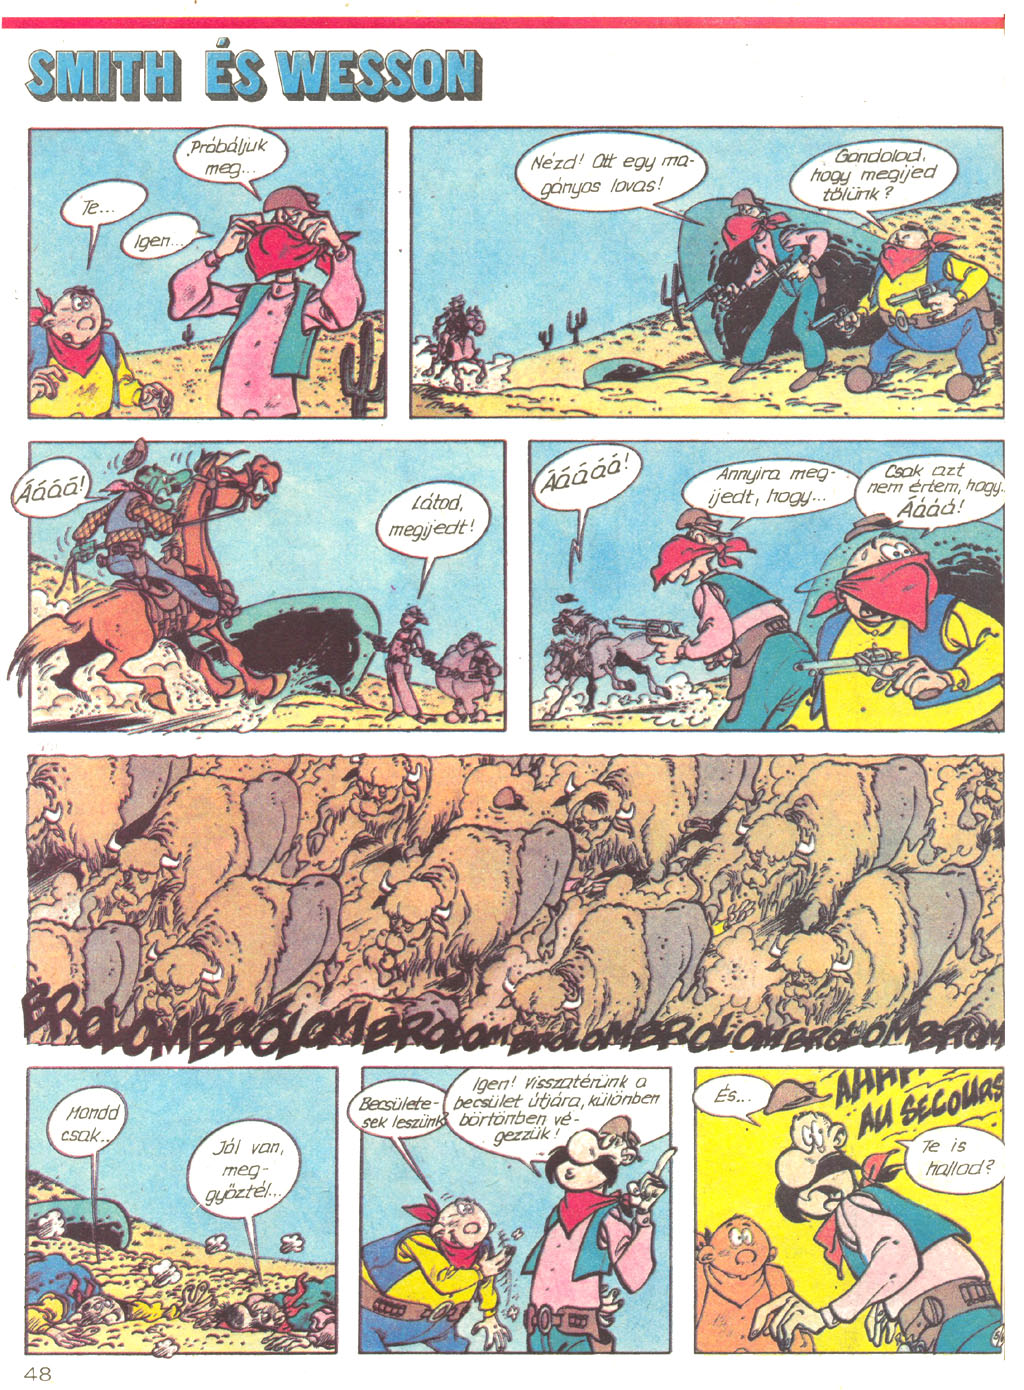 SMITH ÉS WESSON
Te...
Próbáljuk
meg...
Igen...
Nézd! Ott egy ma-
gányos lovas!
Gondolod,
hogy megijed
tőlünk?
Áááá!
Látod,
megijedt!
Ááááá!
Annyira meg-
ijedt, hogy...
Csak azt
nem értem, hogy..
Áááá!
BROLOMBROLOMBROLOMBROLOMBROLOMBROLOMBROM
Mondd
csak..
Jól van,
meg-
győztél...
Becsülete-
sek leszünk
Igen! Visszatérünk a
becsület útjára, különben
börtönben vé-
gezzük!
És...
AU SECOURS
Te is
hallod?
48